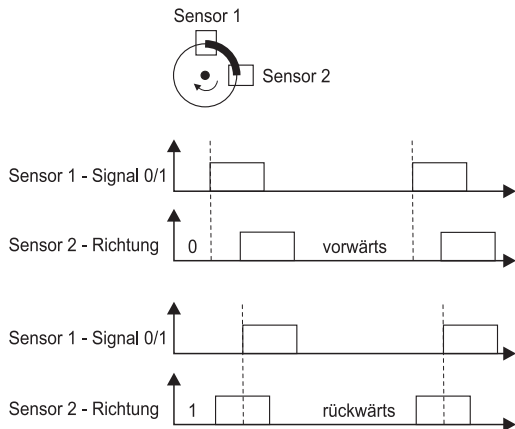 Sensor 1
Sensor 2
Sensor 1 - Signal 0/1
Sensor 2 - Richtung 0 vorwärts
Sensor 1 - Signal 0/1
Sensor 2 - Richtung 1 rückwärts